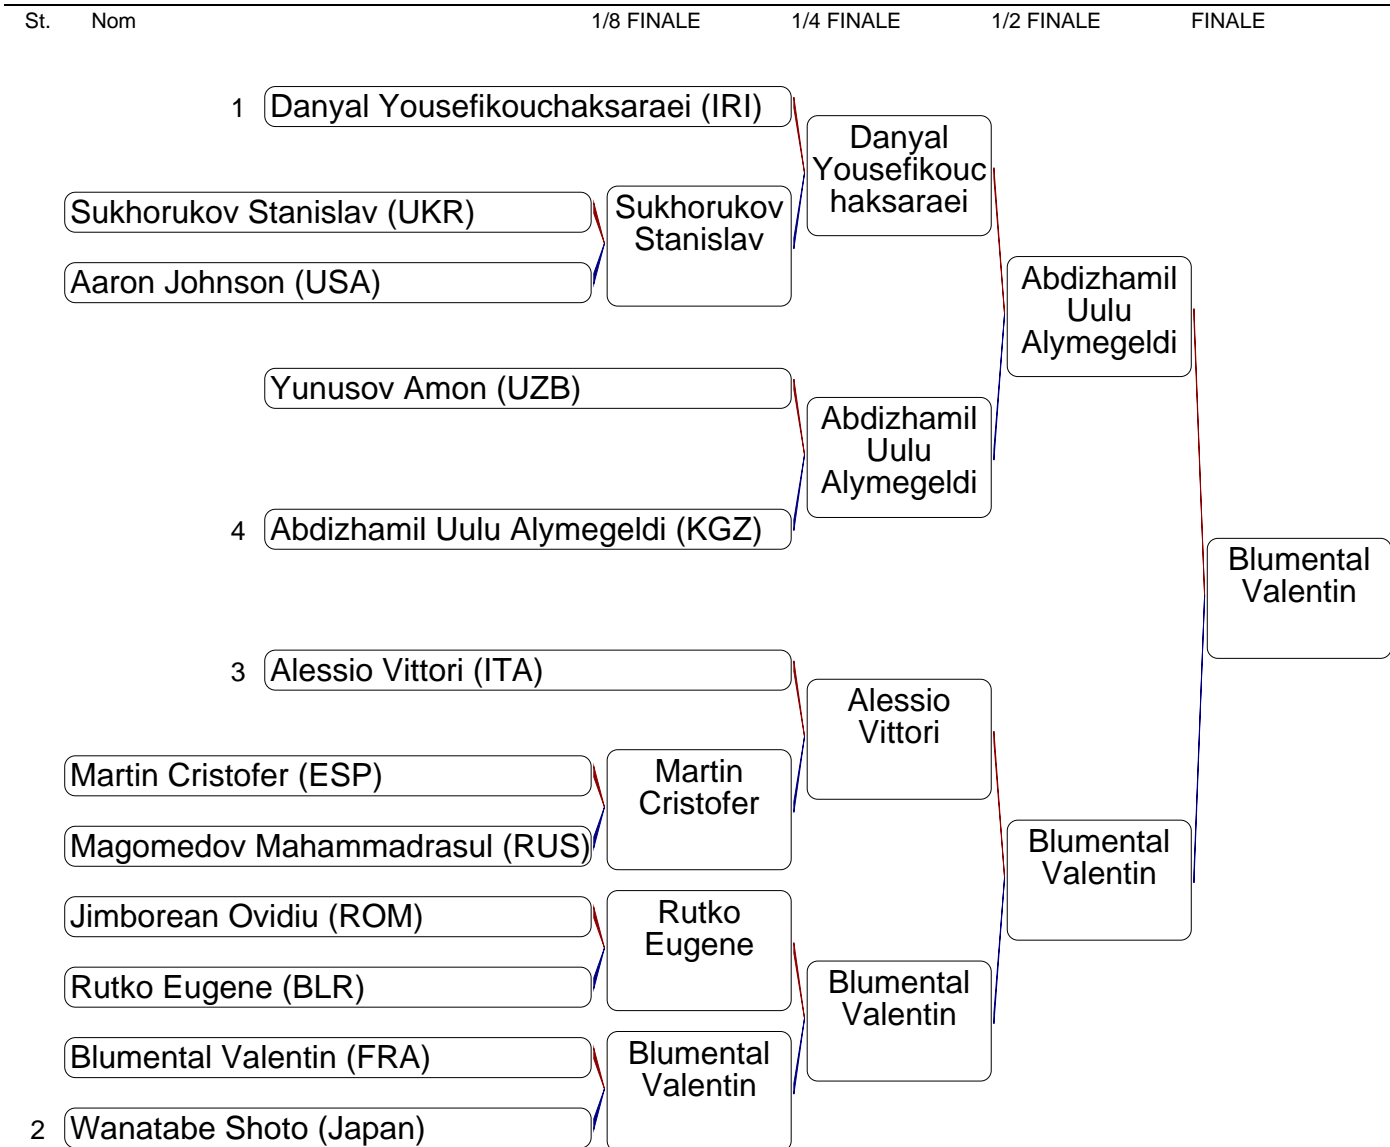 St. Nom 1/8 FINALE 1/4 FINALE 1/2 FINALE FINALE
1 Danyal Yousefikouchaksaraei (IRI)
Danyal
Yousefikouc
haksaraei
Sukhorukov Stanislav (UKR)
Sukhorukov
Stanislav
Aaron Johnson (USA)
Abdizhamil
Uulu
Alymegeldi
Yunusov Amon (UZB)
Abdizhamil
Uulu
Alymegeldi
4 Abdizhamil Uulu Alymegeldi (KGZ)
Blumental
Valentin
3 Alessio Vittori (ITA)
Alessio
Vittori
Martin Cristofer (ESP)
Martin
Cristofer
Magomedov Mahammadrasul (RUS)
Blumental
Valentin
Jimborean Ovidiu (ROM)
Rutko
Eugene
Rutko Eugene (BLR)
Blumental
Valentin
Blumental Valentin (FRA)
Blumental
Valentin
2 Wanatabe Shoto (Japan)